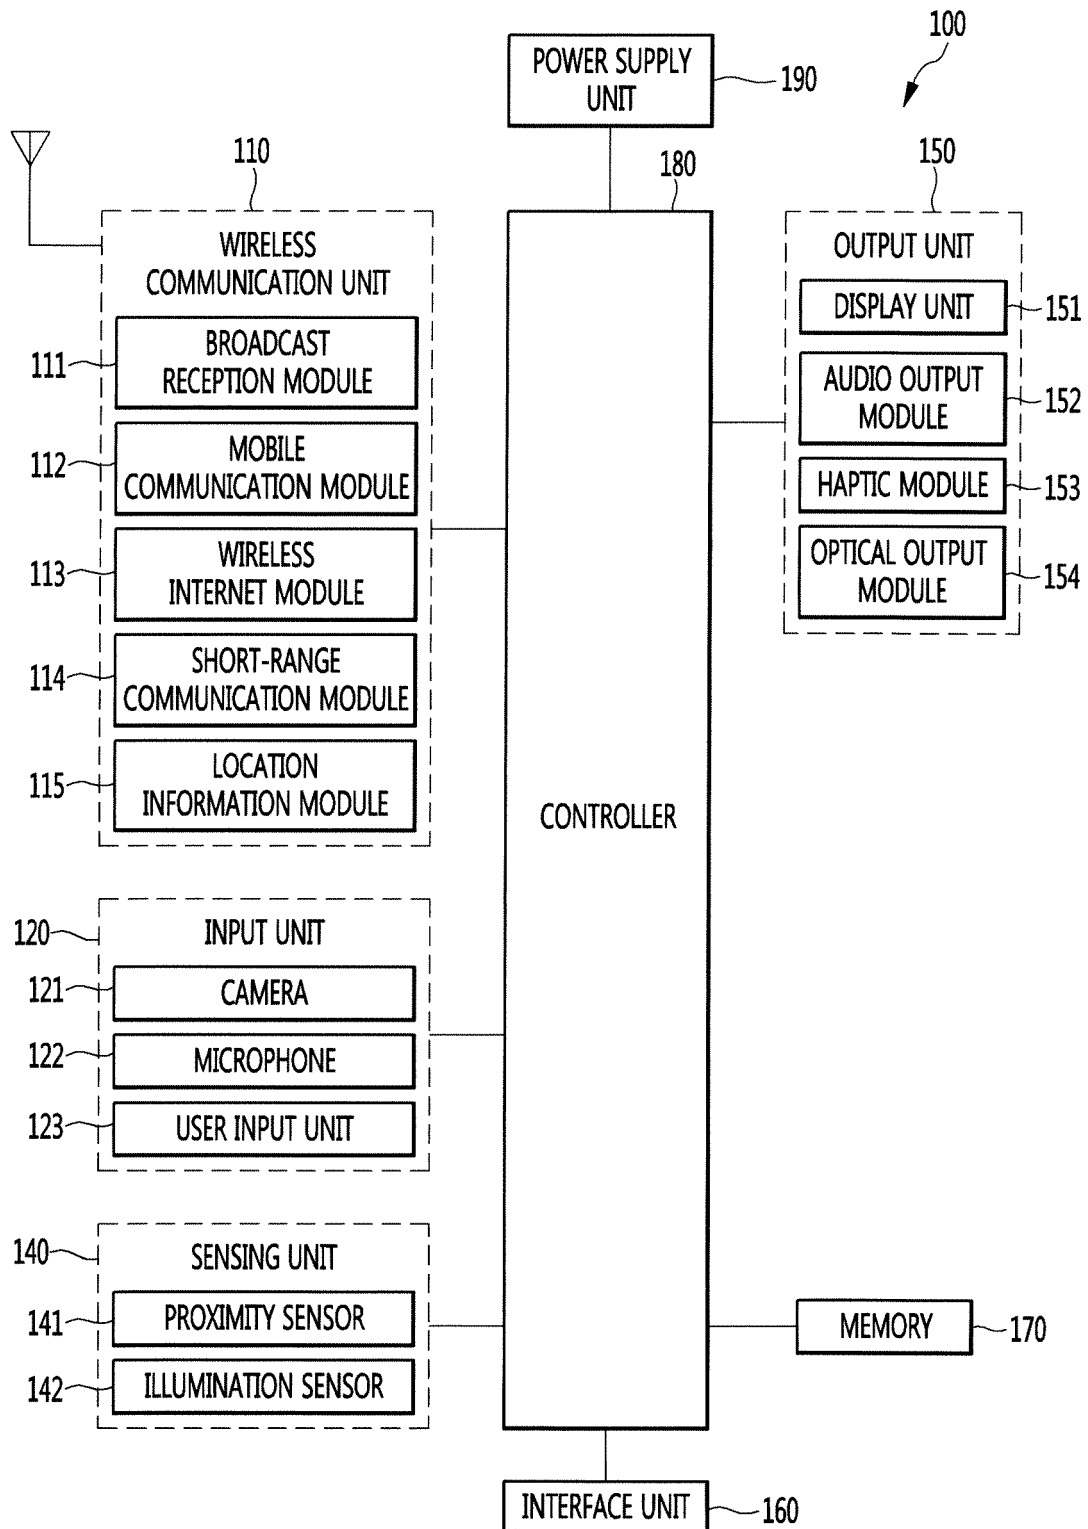 100
POWER SUPPLY
UNIT
190
110
180
150
WIRELESS
COMMUNICATION UNIT
BROADCAST
RECEPTION MODULE
111
MOBILE
COMMUNICATION MODULE
112
WIRELESS
INTERNET MODULE
113
SHORT-RANGE
COMMUNICATION MODULE
114
LOCATION
INFORMATION MODULE
115
CONTROLLER
OUTPUT UNIT
DISPLAY UNIT
151
AUDIO OUTPUT
MODULE
152
HAPTIC MODULE
153
OPTICAL OUTPUT
MODULE
154
120
INPUT UNIT
121
CAMERA
122
MICROPHONE
123
USER INPUT UNIT
140
SENSING UNIT
141
PROXIMITY SENSOR
142
ILLUMINATION SENSOR
MEMORY
170
INTERFACE UNIT
160